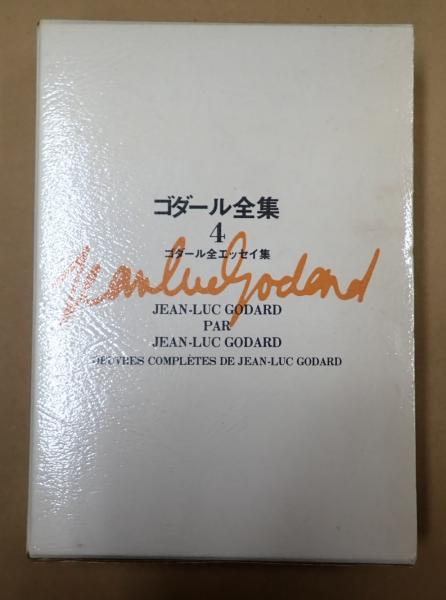 ゴダール全集
4
ゴダール全エッセイ集
Jean Luc Godard
JEAN-LUC GODARD
PAR
JEAN-LUC GODARD
OEUVRES COMPLÈTES DE JEAN-LUC GODARD